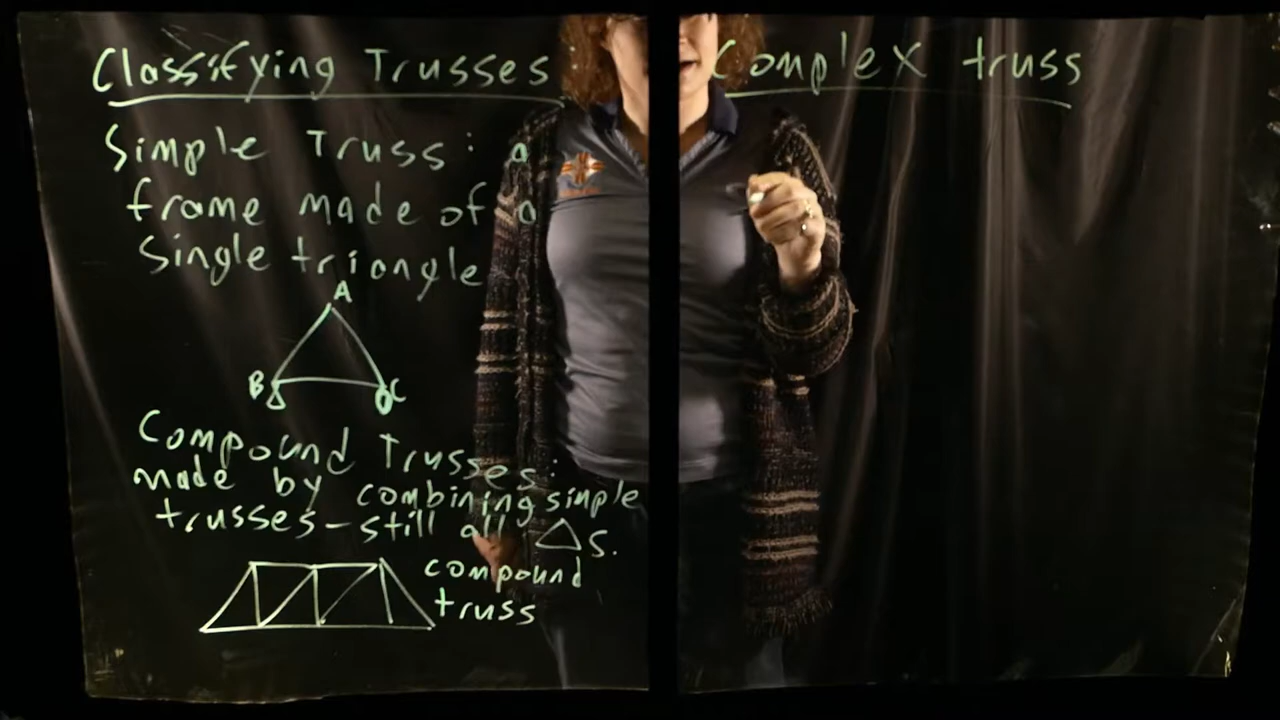 Classifying Trusses:
Simple Truss: a
frame made of a
single triangle
A
B
C
Compound Trusses:
made by combining simple
trusses – still all △s.
compound
truss
Complex truss